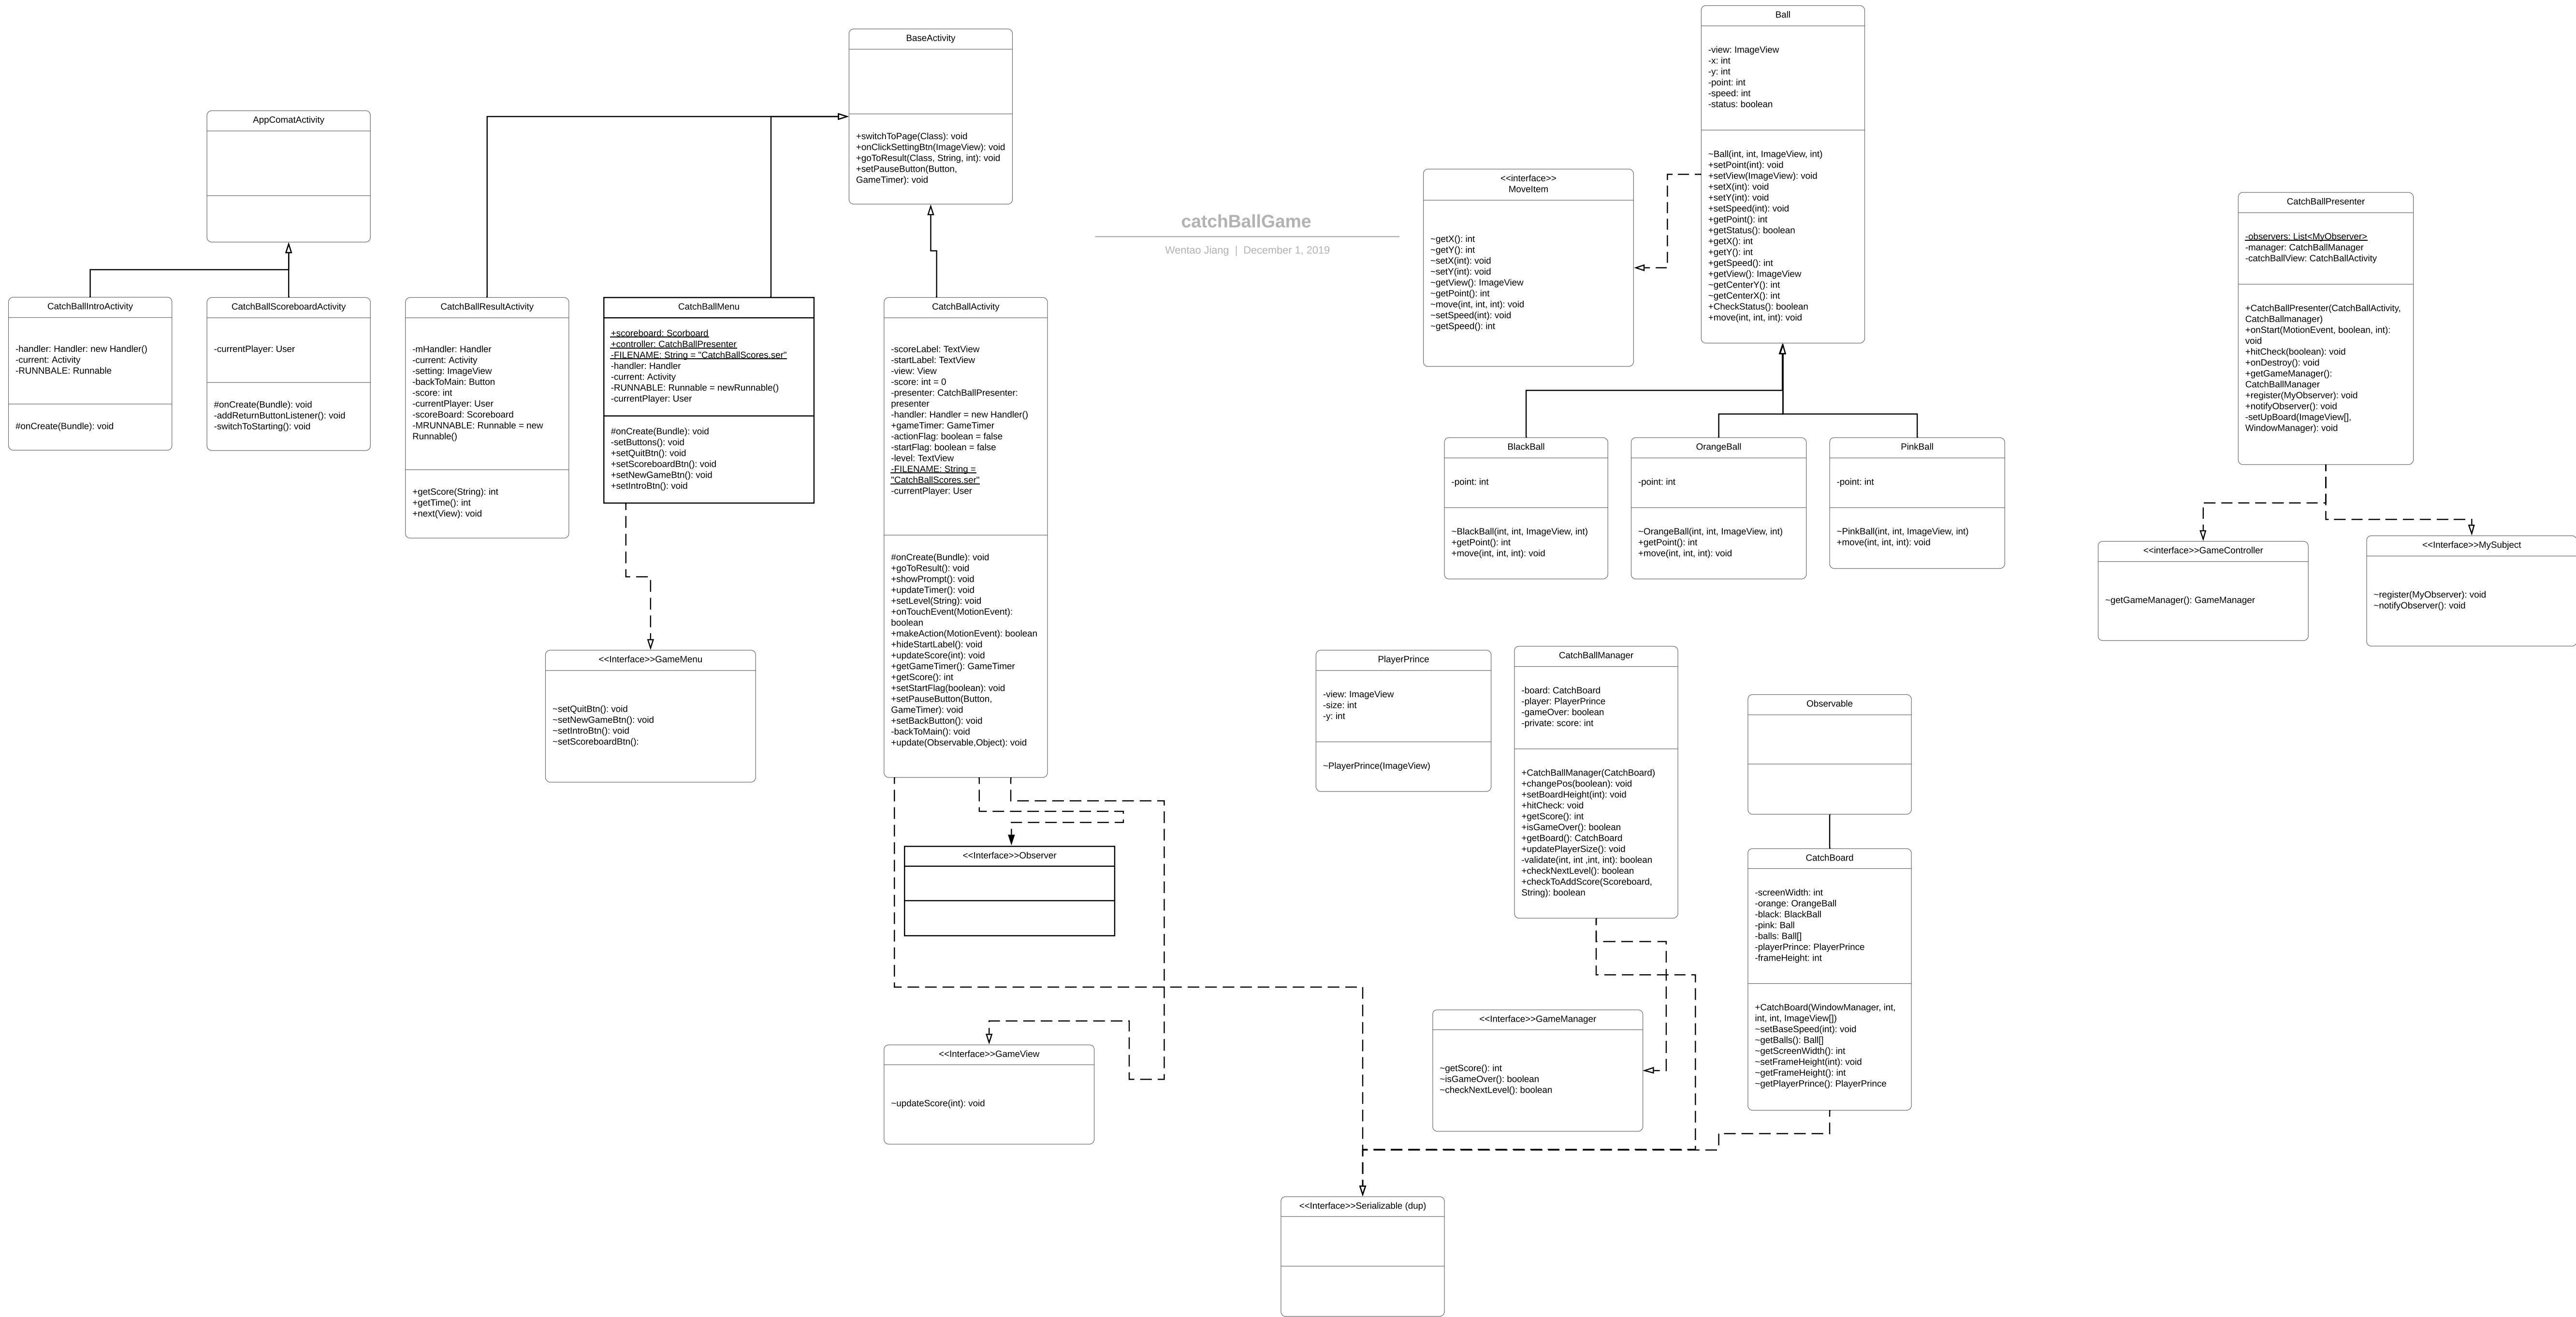 BaseActivity
+switchToPage(Class): void
+onClickSettingBtn(ImageView): void
+goToResult(Class, String, int): void
+setPauseButton(Button,
GameTimer): void
AppComatActivity
catchBallGame
Wentao Jiang | December 1, 2019
CatchBallIntroActivity
-handler: Handler: new Handler()
-current: Activity
-RUNNBALE: Runnable
#onCreate(Bundle): void
CatchBallScoreboardActivity
-currentPlayer: User
#onCreate(Bundle): void
-addReturnButtonListener(): void
-switchToStarting(): void
CatchBallResultActivity
-mHandler: Handler
-current: Activity
-setting: ImageView
-backToMain: Button
-score: int
-currentPlayer: User
-scoreBoard: Scoreboard
-MRUNNABLE: Runnable = new
Runnable()
+getScore(String): int
+getTime(): int
+next(View): void
CatchBallMenu
+scoreboard: Scorboard
+controller: CatchBallPresenter
-FILENAME: String = "CatchBallScores.ser"
-handler: Handler
-current: Activity
-RUNNABLE: Runnable = newRunnable()
-currentPlayer: User
#onCreate(Bundle): void
-setButtons(): void
+setQuitBtn(): void
+setScoreboardBtn(): void
+setNewGameBtn(): void
+setIntroBtn(): void
CatchBallActivity
-scoreLabel: TextView
-startLabel: TextView
-view: View
-score: int = 0
-presenter: CatchBallPresenter:
presenter
-handler: Handler = new Handler()
+gameTimer: GameTimer
-actionFlag: boolean = false
-startFlag: boolean = false
-level: TextView
-FILENAME: String =
"CatchBallScores.ser"
-currentPlayer: User
#onCreate(Bundle): void
+goToResult(): void
+showPrompt(): void
+updateTimer(): void
+setLevel(String): void
+onTouchEvent(MotionEvent):
boolean
+makeAction(MotionEvent): boolean
+hideStartLabel(): void
+updateScore(int): void
+getGameTimer(): GameTimer
+getScore(): int
+setStartFlag(boolean): void
+setPauseButton(Button,
GameTimer): void
+setBackButton(): void
-backToMain(): void
+update(Observable,Object): void
<<Interface>>GameMenu
~setQuitBtn(): void
~setNewGameBtn(): void
~setIntroBtn(): void
~setScoreboardBtn():
<<Interface>>Observer
<<Interface>>GameView
~updateScore(int): void
<<interface>>
MoveItem
~getX(): int
~getY(): int
~setX(int): void
~setY(int): void
~getView(): ImageView
~getPoint(): int
~move(int, int, int): void
~setSpeed(int): void
~getSpeed(): int
Ball
-view: ImageView
-x: int
-y: int
-point: int
-speed: int
-status: boolean
~Ball(int, int, ImageView, int)
+setPoint(int): void
+setView(ImageView): void
+setX(int): void
+setY(int): void
+setSpeed(int): void
+getPoint(): int
+getStatus(): boolean
+getX(): int
+getY(): int
+getSpeed(): int
+getView(): ImageView
~getCenterY(): int
~getCenterX(): int
+CheckStatus(): boolean
+move(int, int, int): void
BlackBall
-point: int
~BlackBall(int, int, ImageView, int)
+getPoint(): int
+move(int, int, int): void
OrangeBall
-point: int
~OrangeBall(int, int, ImageView, int)
+getPoint(): int
+move(int, int, int): void
PinkBall
-point: int
~PinkBall(int, int, ImageView, int)
+move(int, int, int): void
CatchBallPresenter
-observers: List<MyObserver>
-manager: CatchBallManager
-catchBallView: CatchBallActivity
+CatchBallPresenter(CatchBallActivity,
CatchBallmanager)
+onStart(MotionEvent, boolean, int):
void
+hitCheck(boolean): void
+onDestroy(): void
+getGameManager():
CatchBallManager
+register(MyObserver): void
+notifyObserver(): void
-setUpBoard(ImageView[],
WindowManager): void
<<interface>>GameController
~getGameManager(): GameManager
<<Interface>>MySubject
~register(MyObserver): void
~notifyObserver(): void
PlayerPrince
-view: ImageView
-size: int
-y: int
~PlayerPrince(ImageView)
CatchBallManager
-board: CatchBoard
-player: PlayerPrince
-gameOver: boolean
-private: score: int
+CatchBallManager(CatchBoard)
+changePos(boolean): void
+setBoardHeight(int): void
+hitCheck: void
+getScore(): int
+isGameOver(): boolean
+getBoard(): CatchBoard
+updatePlayerSize(): void
-validate(int, int ,int, int): boolean
+checkNextLevel(): boolean
+checkToAddScore(Scoreboard,
String): boolean
Observable
CatchBoard
-screenWidth: int
-orange: OrangeBall
-black: BlackBall
-pink: Ball
-balls: Ball[]
-playerPrince: PlayerPrince
-frameHeight: int
+CatchBoard(WindowManager, int,
int, int, ImageView[])
~setBaseSpeed(int): void
~getBalls(): Ball[]
~getScreenWidth(): int
~setFrameHeight(int): void
~getFrameHeight(): int
~getPlayerPrince(): PlayerPrince
<<Interface>>GameManager
~getScore(): int
~isGameOver(): boolean
~checkNextLevel(): boolean
<<Interface>>Serializable (dup)